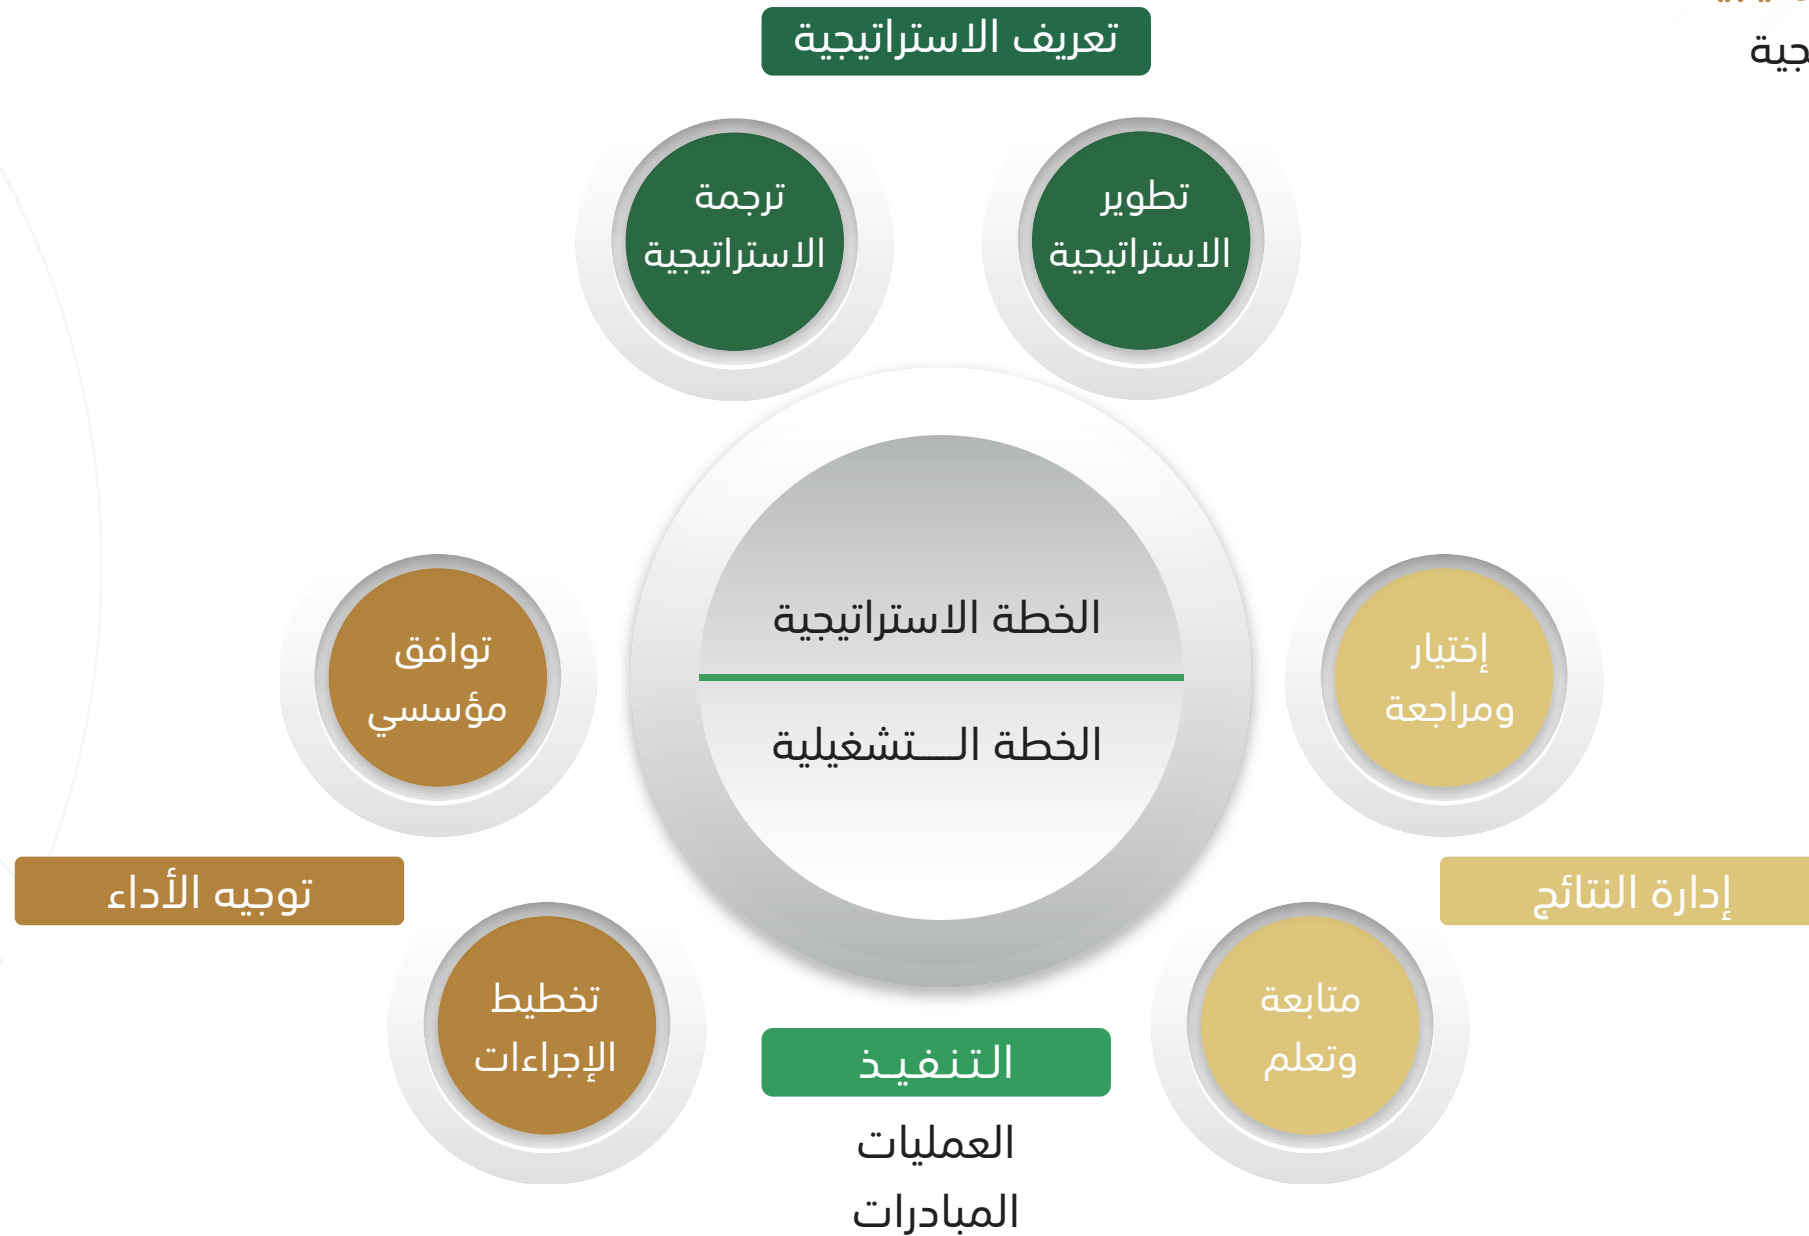 تعريف الاستراتيجية
تطوير
الاستراتيجية
ترجمة
الاستراتيجية
الخطة الاستراتيجية
الخطة الـــتشغيلية
إختيار
ومراجعة
توافق
مؤسسي
إدارة النتائج
توجيه الأداء
متابعة
وتعلم
تخطيط
الإجراءات
التنفيذ
العمليات
المبادرات